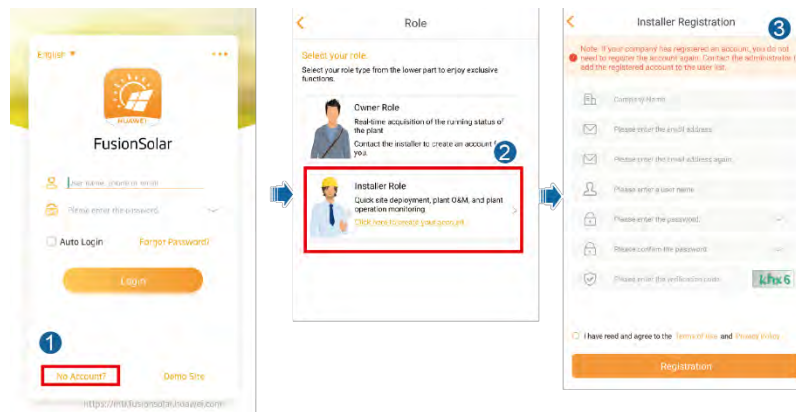 English
HUAWEI
FusionSolar
User name, phone or email
Please enter the password.
Auto Login
Forgot Password?
Login
1
No Account?
Demo Site
https://intl.fusionsolar.huawei.com
Role
Select your role
Select your role type from the lower part to enjoy exclusive
functions.
Owner Role
Real-time acquisition of the running status of
the plant
Contact the installer to create an account f
you.
2
Installer Role
Quick site deployment, plant O&M, and plant
operation monitoring
Click here to create your account
Installer Registration
3
Note: If your company has registered an account, you do not
need to register the account again. Contact the administrator t
add the registered account to the user list.
Company Name
Please enter the email address
Please enter the email address again
Please enter a user name
Please enter the password.
Please confirm the password
Please enter the verification code
khx6
I have read and agree to the Terms of Use and Privacy Policy
Registration